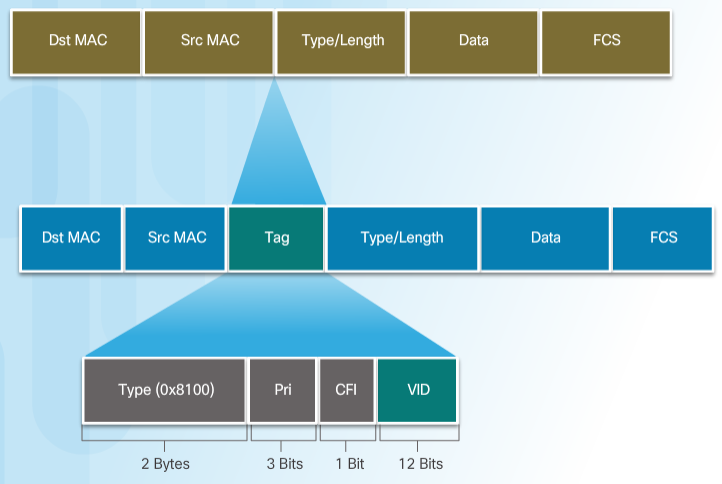 Dst MAC Src MAC Type/Length Data FCS
Dst MAC Src MAC Tag Type/Length Data FCS
Type (0x8100) Pri CFI VID
2 Bytes 3 Bits 1 Bit 12 Bits